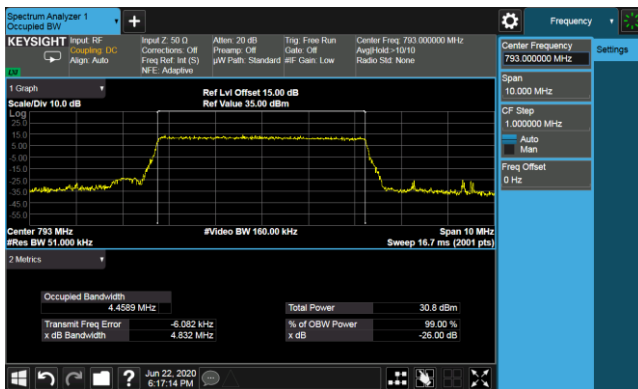 Spectrum Analyzer 1
Occupied BW
Frequency
KEYSIGHT
Input: RF
Coupling: DC
Align: Auto
Input Z: 50 Ω
Corrections: Off
Freq Ref: Int (S)
NFE: Adaptive
Atten: 20 dB
Preamp: Off
µW Path: Standard
Trig: Free Run
Gate: Off
#IF Gain: Low
Center Freq: 793.000000 MHz
Avg|Hold:>10/10
Radio Std: None
Center Frequency
793.000000 MHz
Settings
Span
10.000 MHz
CF Step
1.000000 MHz
Auto
Man
Freq Offset
0 Hz
1 Graph
Scale/Div 10.0 dB
Ref Lvl Offset 15.00 dB
Ref Value 35.00 dBm
Log
25.0
15.0
5.00
-5.00
-15.0
-25.0
-35.0
-45.0
-55.0
Center 793 MHz
#Video BW 160.00 kHz
Span 10 MHz
#Res BW 51.000 kHz
Sweep 16.7 ms (2001 pts)
2 Metrics
Occupied Bandwidth
4.4589 MHz
Total Power
30.8 dBm
Transmit Freq Error
-6.082 kHz
% of OBW Power
99.00 %
x dB Bandwidth
4.832 MHz
x dB
-26.00 dB
?
Jun 22, 2020
6:17:14 PM